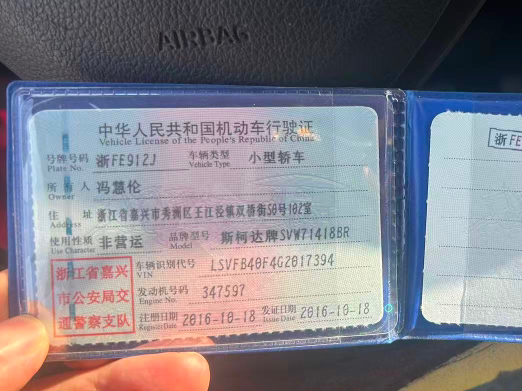 AIRBAG
中华人民共和国机动车行驶证
Vehicle License of the People's Republic of China
号牌号码 浙FE912J 车辆类型 小型轿车
Plate No. Vehicle Type
所有人 冯慧伦
Owner
住址 浙江省嘉兴市秀洲区王江泾镇双桥街58号102室
Address
使用性质 非营运 品牌型号 斯柯达牌SVW71418BR
Use Character Model
浙江省嘉兴
市公安局交
通警察支队
车辆识别代号 LSVFB40F4G2017394
VIN
发动机号码 347597
Engine No.
注册日期 2016-10-18 发证日期 2016-10-18
Register Date Issue Date
浙FE